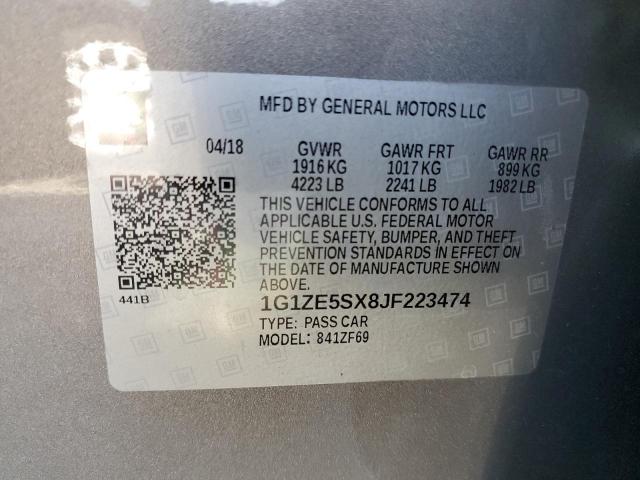 MFD BY GENERAL MOTORS LLC
04/18 GVWR GAWR FRT GAWR RR
1916 KG 1017 KG 899 KG
4223 LB 2241 LB 1982 LB
THIS VEHICLE CONFORMS TO ALL
APPLICABLE U.S. FEDERAL MOTOR
VEHICLE SAFETY, BUMPER, AND THEFT
PREVENTION STANDARDS IN EFFECT ON
THE DATE OF MANUFACTURE SHOWN
ABOVE.
441B
1G1ZE5SX8JF223474
TYPE: PASS CAR
MODEL: 841ZF69